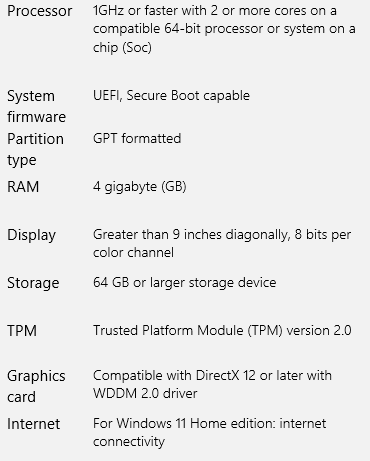 Processor 1GHz or faster with 2 or more cores on a
compatible 64-bit processor or system on a
chip (Soc)
System UEFI, Secure Boot capable
firmware
Partition GPT formatted
type
RAM 4 gigabyte (GB)
Display Greater than 9 inches diagonally, 8 bits per
color channel
Storage 64 GB or larger storage device
TPM Trusted Platform Module (TPM) version 2.0
Graphics Compatible with DirectX 12 or later with
card WDDM 2.0 driver
Internet For Windows 11 Home edition: internet
connectivity